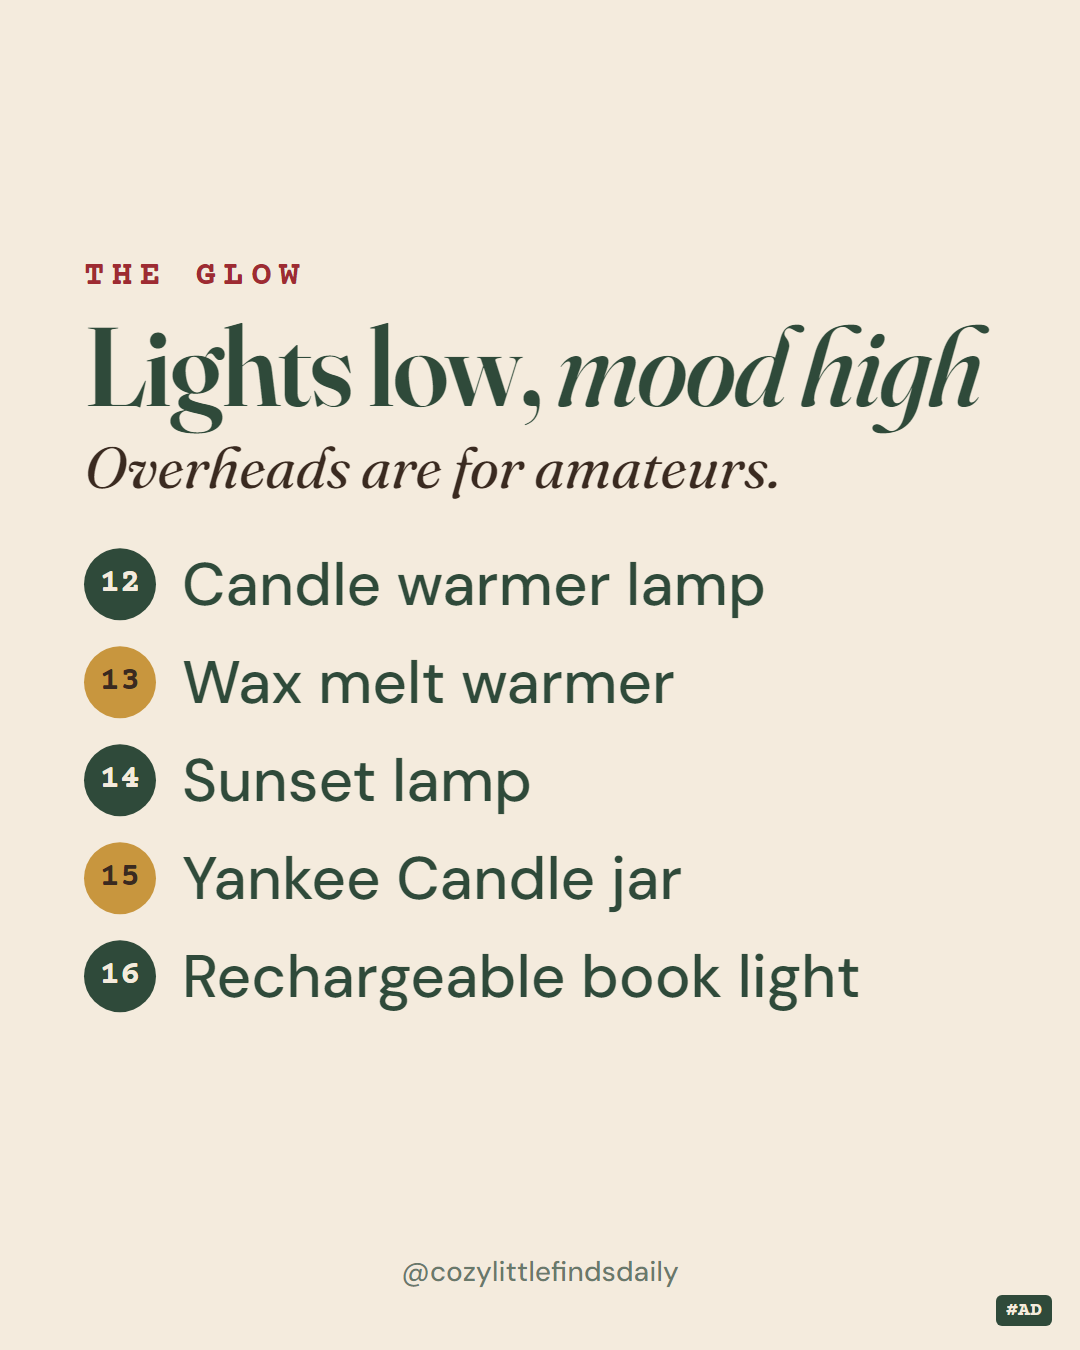 THE GLOW
Lights low, mood high
Overheads are for amateurs.
12 Candle warmer lamp
13 Wax melt warmer
14 Sunset lamp
15 Yankee Candle jar
16 Rechargeable book light
@cozylittlefindsdaily
#AD